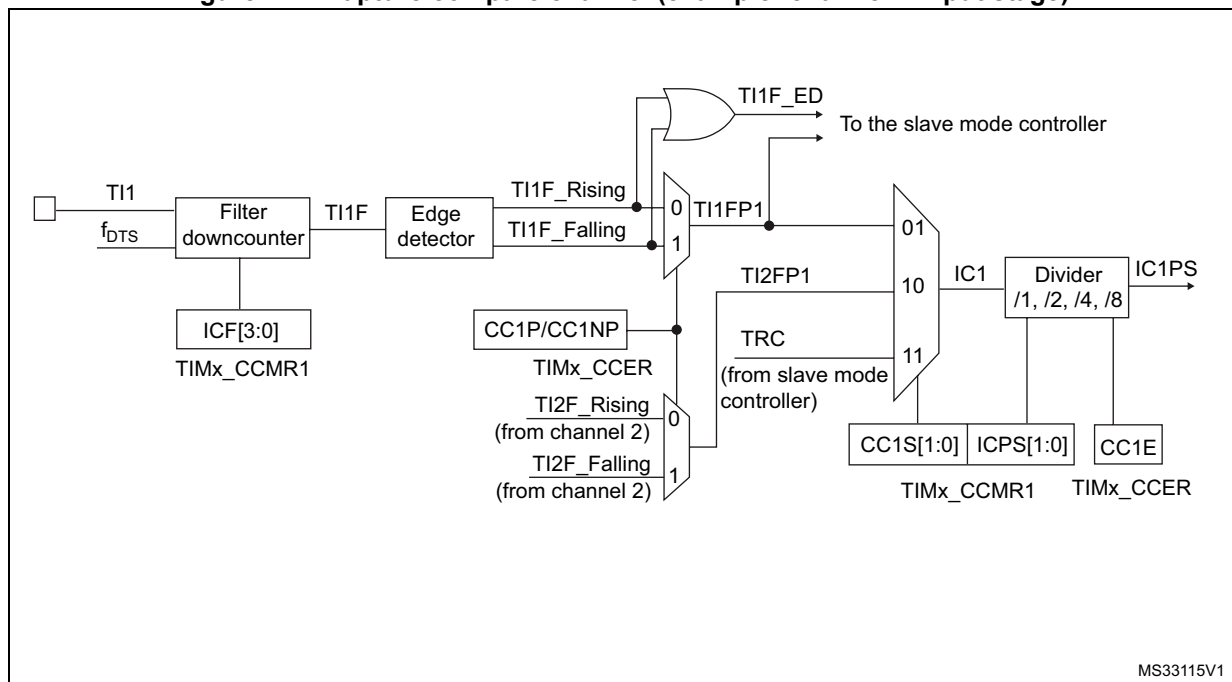 TI1F_ED
To the slave mode controller
TI1
f_DTS
Filter
downcounter
TI1F
Edge
detector
TI1F_Rising
TI1F_Falling
0
1
TI1FP1
01
TI2FP1
10
IC1
Divider
/1, /2, /4, /8
IC1PS
ICF[3:0]
TIMx_CCMR1
CC1P/CC1NP
TIMx_CCER
TRC
11
(from slave mode
controller)
TI2F_Rising
0
(from channel 2)
TI2F_Falling
1
(from channel 2)
CC1S[1:0]
ICPS[1:0]
CC1E
TIMx_CCMR1
TIMx_CCER
MS33115V1